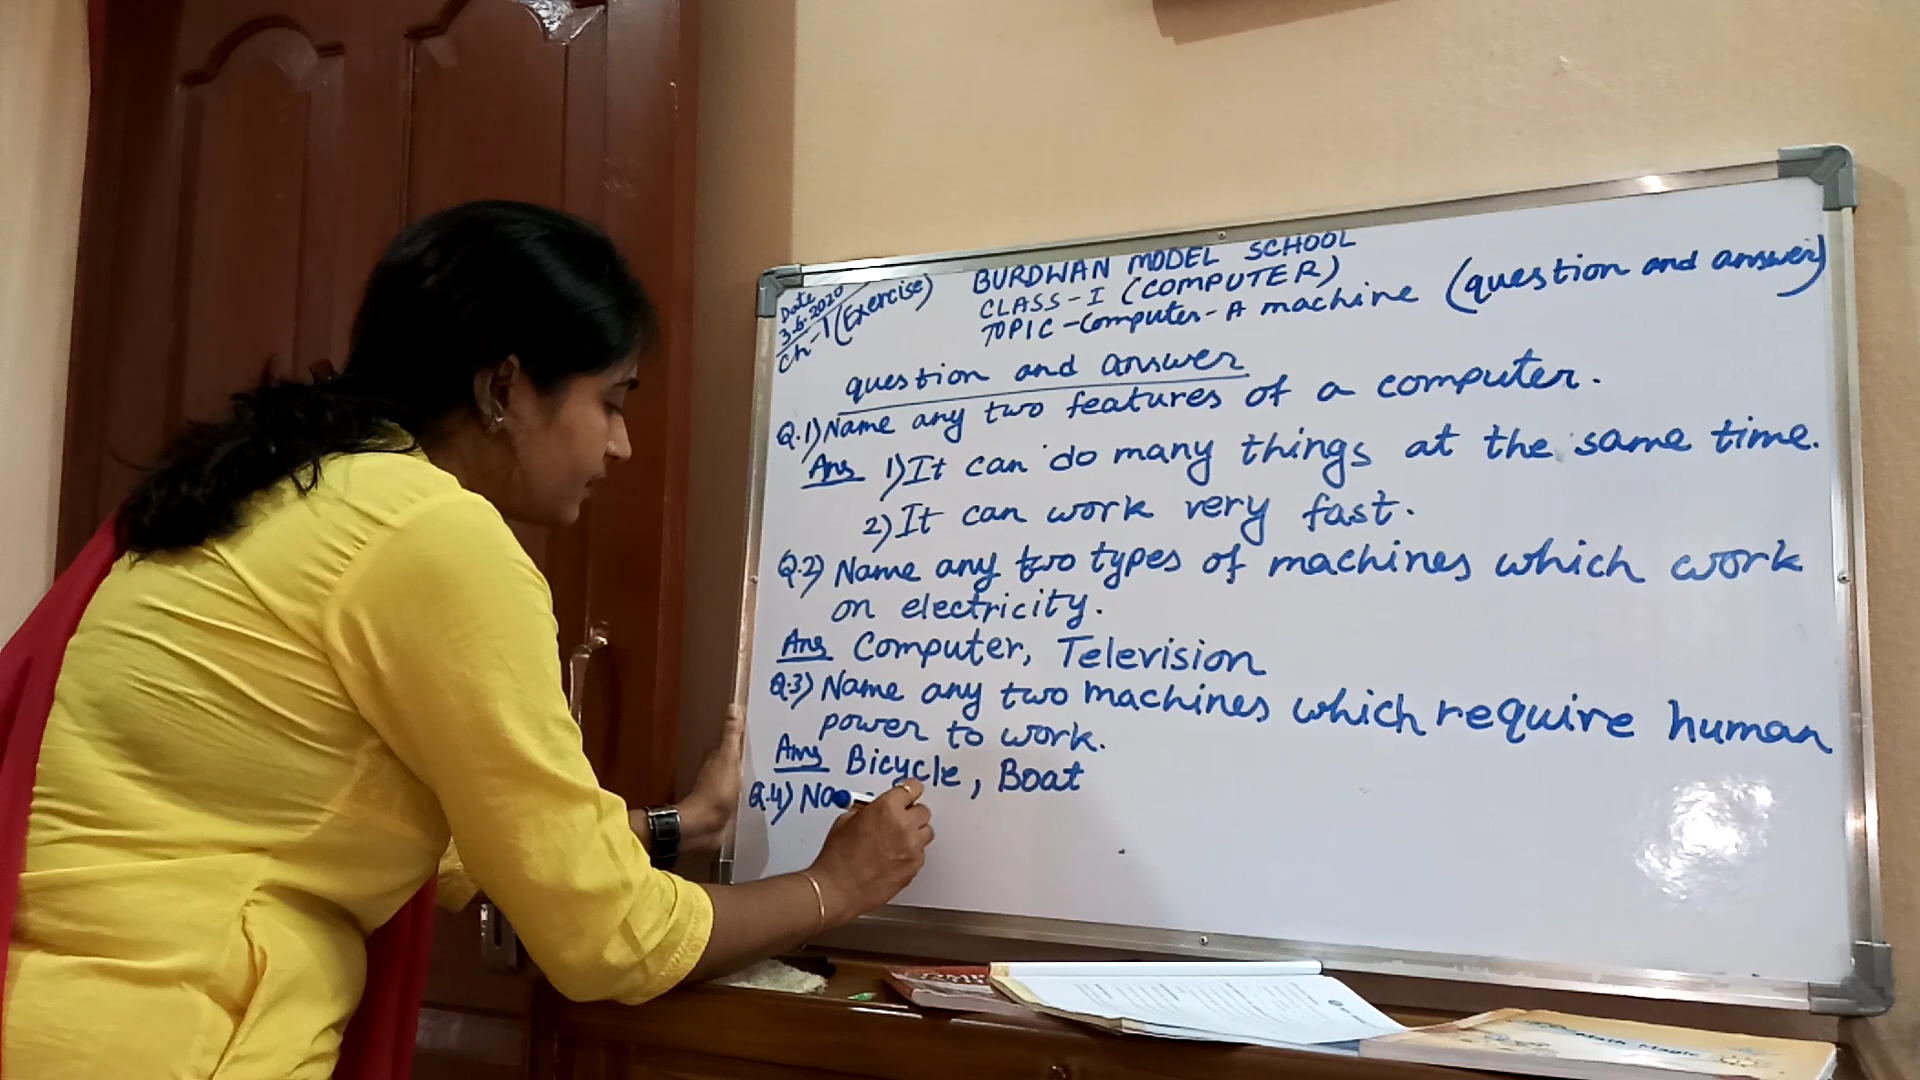 Date
3.6.2020
Ch-1 (Exercise)
BURDWAN MODEL SCHOOL
CLASS-I (COMPUTER)
TOPIC-Computer-A machine (question and answer)
question and answer
Q.1) Name any two features of a computer.
Ans 1) It can do many things at the same time.
2) It can work very fast.
Q.2) Name any two types of machines which work
on electricity.
Ans Computer, Television
Q.3) Name any two machines which require human
power to work.
Ans Bicycle, Boat
Q.4) Na
Math Magic